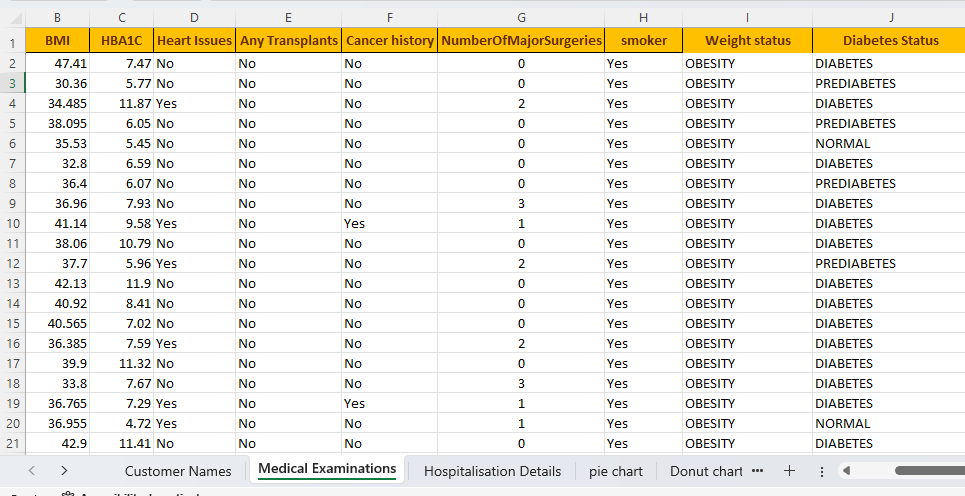 B C D E F G H I J
1 BMI HBA1C Heart Issues Any Transplants Cancer history NumberOfMajorSurgeries smoker Weight status Diabetes Status
2 47.41 7.47 No No No 0 Yes OBESITY DIABETES
3 30.36 5.77 No No No 0 Yes OBESITY PREDIABETES
4 34.485 11.87 Yes No No 2 Yes OBESITY DIABETES
5 38.095 6.05 No No No 0 Yes OBESITY PREDIABETES
6 35.53 5.45 No No No 0 Yes OBESITY NORMAL
7 32.8 6.59 No No No 0 Yes OBESITY DIABETES
8 36.4 6.07 No No No 0 Yes OBESITY PREDIABETES
9 36.96 7.93 No No No 3 Yes OBESITY DIABETES
10 41.14 9.58 Yes No Yes 1 Yes OBESITY DIABETES
11 38.06 10.79 No No No 0 Yes OBESITY DIABETES
12 37.7 5.96 Yes No No 2 Yes OBESITY PREDIABETES
13 42.13 11.9 No No No 0 Yes OBESITY DIABETES
14 40.92 8.41 No No No 0 Yes OBESITY DIABETES
15 40.565 7.02 No No No 0 Yes OBESITY DIABETES
16 36.385 7.59 Yes No No 2 Yes OBESITY DIABETES
17 39.9 11.32 No No No 0 Yes OBESITY DIABETES
18 33.8 7.67 No No No 3 Yes OBESITY DIABETES
19 36.765 7.29 Yes No Yes 1 Yes OBESITY DIABETES
20 36.955 4.72 Yes No No 1 Yes OBESITY NORMAL
21 42.9 11.41 No No No 0 Yes OBESITY DIABETES
Customer Names Medical Examinations Hospitalisation Details pie chart Donut chart